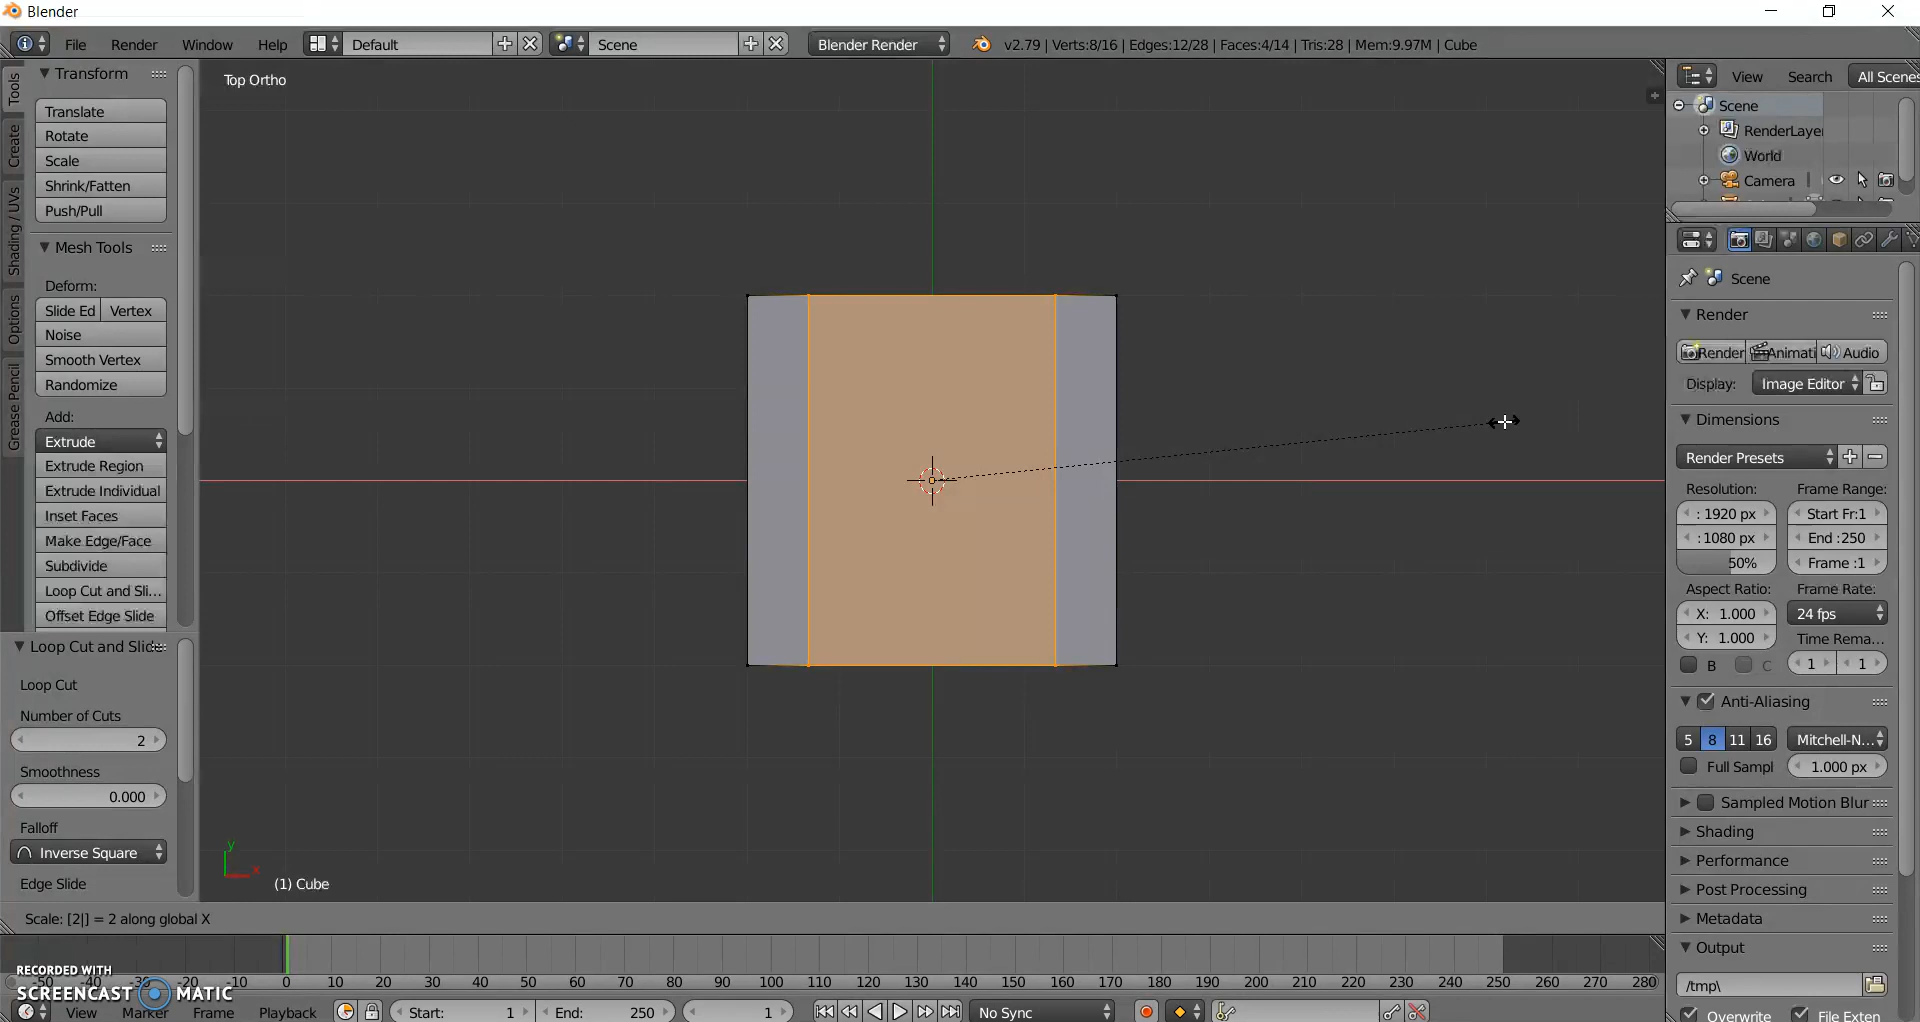 Blender
File Render Window Help Default Scene Blender Render v2.79 | Verts:8/16 | Edges:12/28 | Faces:4/14 | Tris:28 | Mem:9.97M | Cube
Tools
Create
Shading / UVs
Options
Grease Pencil
Transform
Translate
Rotate
Scale
Shrink/Fatten
Push/Pull
Mesh Tools
Deform:
Slide Ed Vertex
Noise
Smooth Vertex
Randomize
Add:
Extrude
Extrude Region
Extrude Individual
Inset Faces
Make Edge/Face
Subdivide
Loop Cut and Sli...
Offset Edge Slide
Loop Cut and Slide
Loop Cut
Number of Cuts
2
Smoothness
0.000
Falloff
Inverse Square
Edge Slide
Top Ortho
y
x
(1) Cube
Scale: [2|] = 2 along global X
View Search All Scenes
Scene
RenderLayer
World
Camera
Scene
Render
Render Animati Audio
Display: Image Editor
Dimensions
Render Presets
Resolution: Frame Range:
: 1920 px Start Fr:1
:1080 px End :250
50% Frame :1
Aspect Ratio: Frame Rate:
X: 1.000 24 fps
Y: 1.000 Time Rema...
B C 1 1
Anti-Aliasing
5 8 11 16 Mitchell-N...
Full Sampl 1.000 px
Sampled Motion Blur
Shading
Performance
Post Processing
Metadata
Output
/tmp\
Overwrite File Exten
-50 -40 -30 -20 -10 0 10 20 30 40 50 60 70 80 90 100 110 120 130 140 150 160 170 180 190 200 210 220 230 240 250 260 270 280
View Marker Frame Playback Start: 1 End: 250 1 No Sync
RECORDED WITH
SCREENCAST MATIC